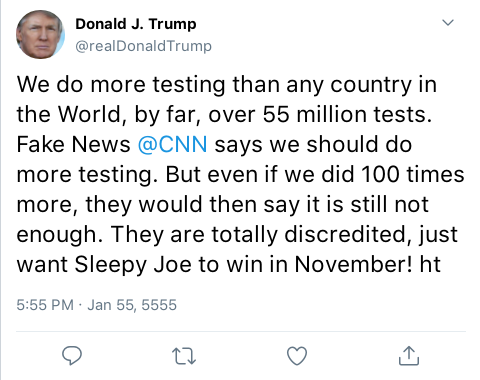 Donald J. Trump
@realDonaldTrump
We do more testing than any country in
the World, by far, over 55 million tests.
Fake News @CNN says we should do
more testing. But even if we did 100 times
more, they would then say it is still not
enough. They are totally discredited, just
want Sleepy Joe to win in November! ht
5:55 PM · Jan 55, 5555